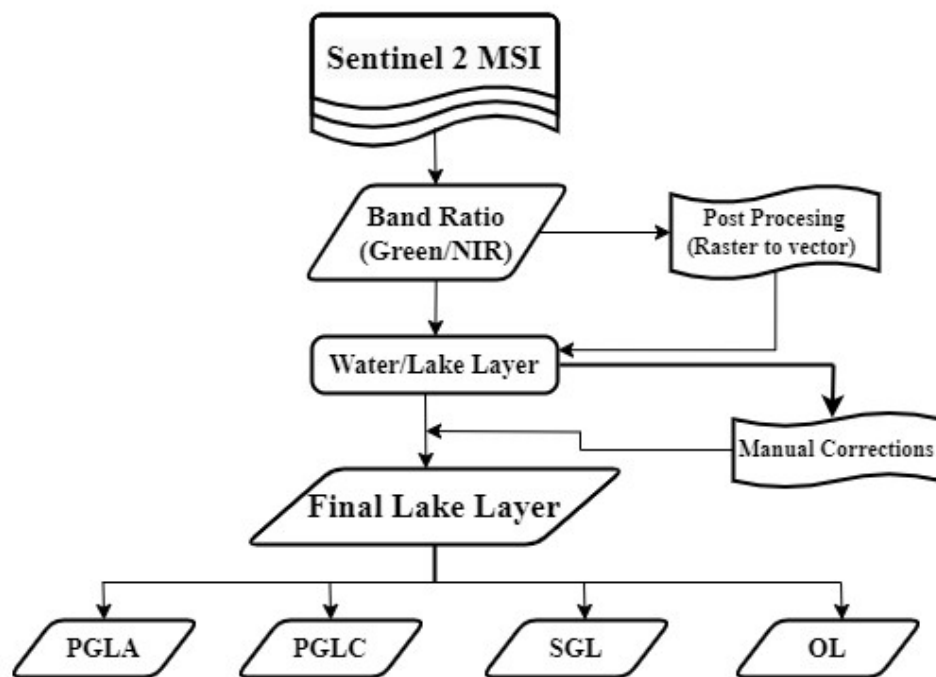 Sentinel 2 MSI
Band Ratio
(Green/NIR)
Post Procesing
(Raster to vector)
Water/Lake Layer
Manual Corrections
Final Lake Layer
PGLA
PGLC
SGL
OL